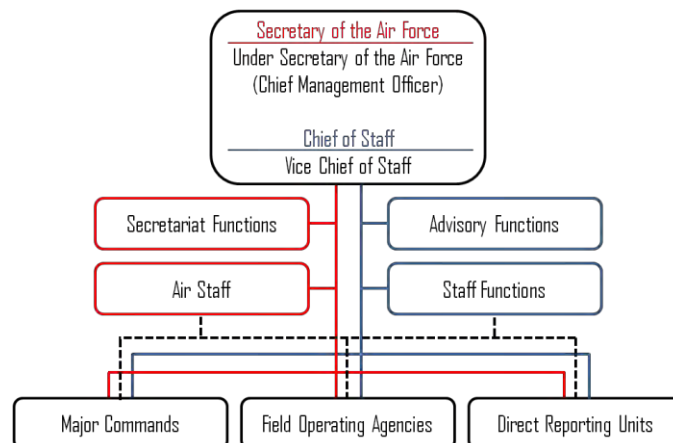 Secretary of the Air Force
Under Secretary of the Air Force
(Chief Management Officer)
Chief of Staff
Vice Chief of Staff
Secretariat Functions
Advisory Functions
Air Staff
Staff Functions
Major Commands
Field Operating Agencies
Direct Reporting Units